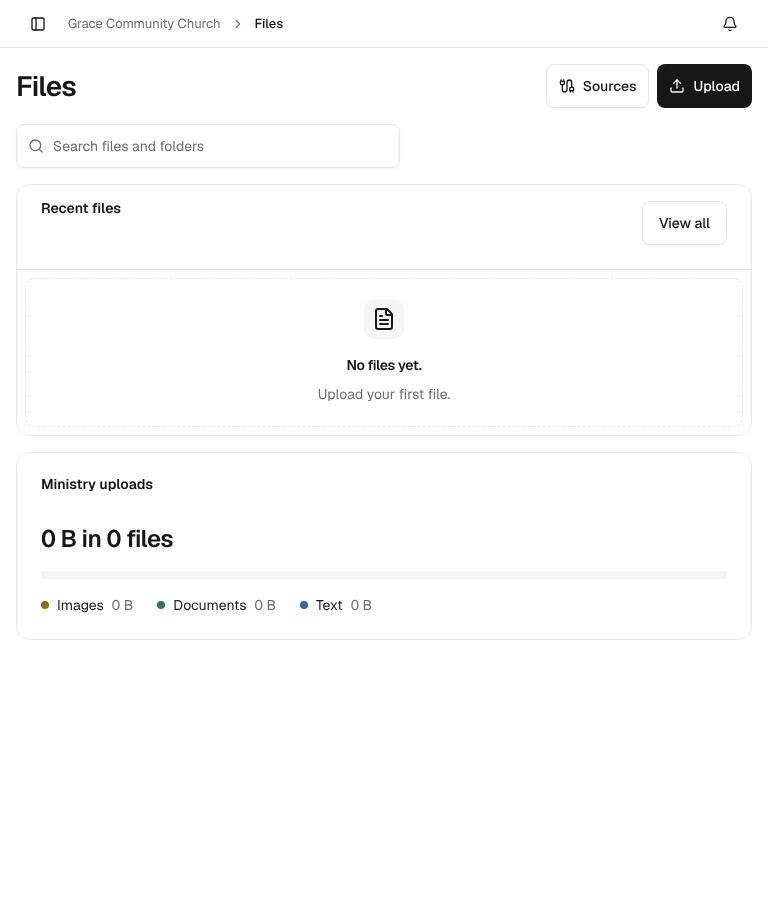 Grace Community Church > Files
Files
Sources
Upload
Search files and folders
Recent files
View all
No files yet.
Upload your first file.
Ministry uploads
0 B in 0 files
Images 0 B Documents 0 B Text 0 B